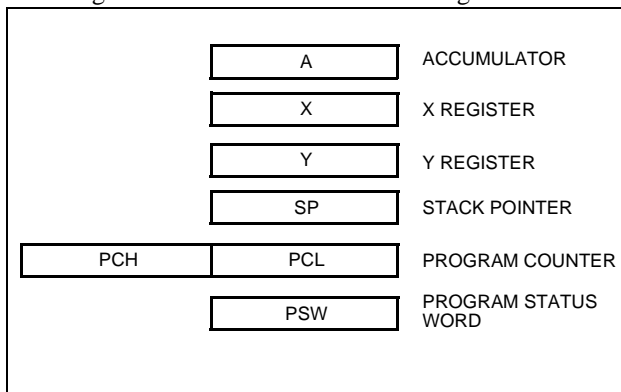 A ACCUMULATOR
X X REGISTER
Y Y REGISTER
SP STACK POINTER
PCH PCL PROGRAM COUNTER
PSW PROGRAM STATUS
WORD